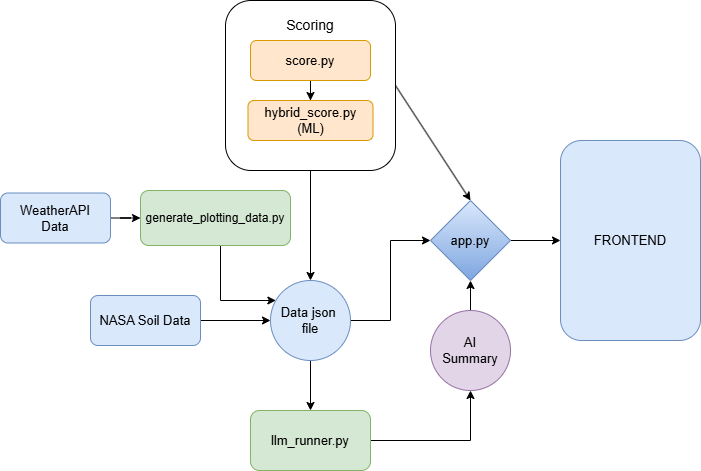 Scoring
score.py
hybrid_score.py
(ML)
WeatherAPI
Data
generate_plotting_data.py
app.py
FRONTEND
NASA Soil Data
Data json
file
AI
Summary
llm_runner.py